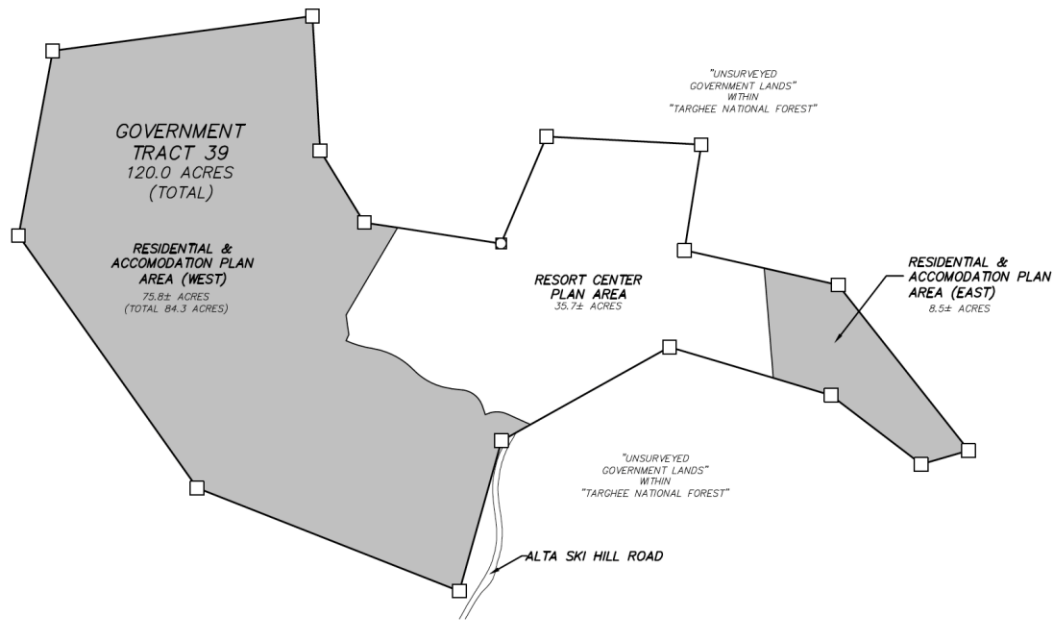 "UNSURVEYED
GOVERNMENT LANDS"
WITHIN
"TARGHEE NATIONAL FOREST"
GOVERNMENT
TRACT 39
120.0 ACRES
(TOTAL)
RESIDENTIAL &
ACCOMODATION PLAN
AREA (WEST)
75.8± ACRES
(TOTAL 84.3 ACRES)
RESORT CENTER
PLAN AREA
35.7± ACRES
RESIDENTIAL &
ACCOMODATION PLAN
AREA (EAST)
8.5± ACRES
"UNSURVEYED
GOVERNMENT LANDS"
WITHIN
"TARGHEE NATIONAL FOREST"
ALTA SKI HILL ROAD